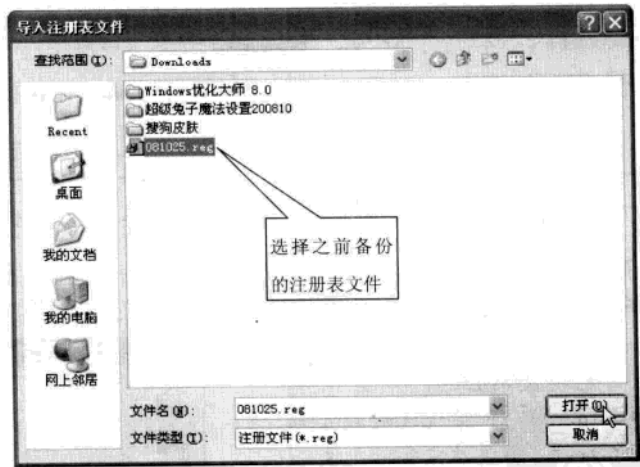 导入注册表文件
查找范围(I):
Downloads
Windows优化大师 8.0
超级兔子魔法设置200810
搜狗皮肤
081025.reg
Recent
桌面
我的文档
我的电脑
网上邻居
选择之前备份
的注册表文件
文件名(N):
081025.reg
打开(O)
文件类型(T):
注册文件(*.reg)
取消